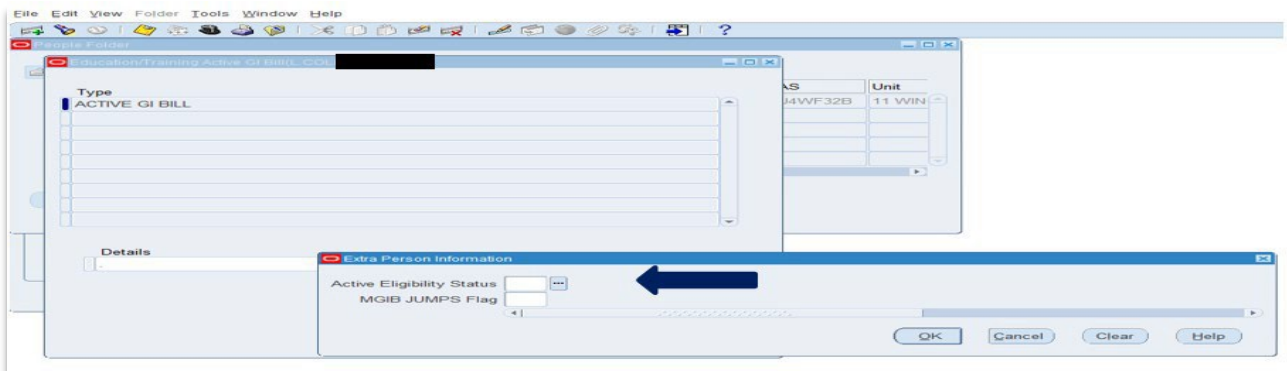 File Edit View Folder Tools Window Help
People Folder
Education/Training Active GI Bill(L COL
AS Unit
J4WF32B 11 WIN
Type
ACTIVE GI BILL
Details
.
Extra Person Information
Active Eligibility Status
MGIB JUMPS Flag
OK Cancel Clear Help